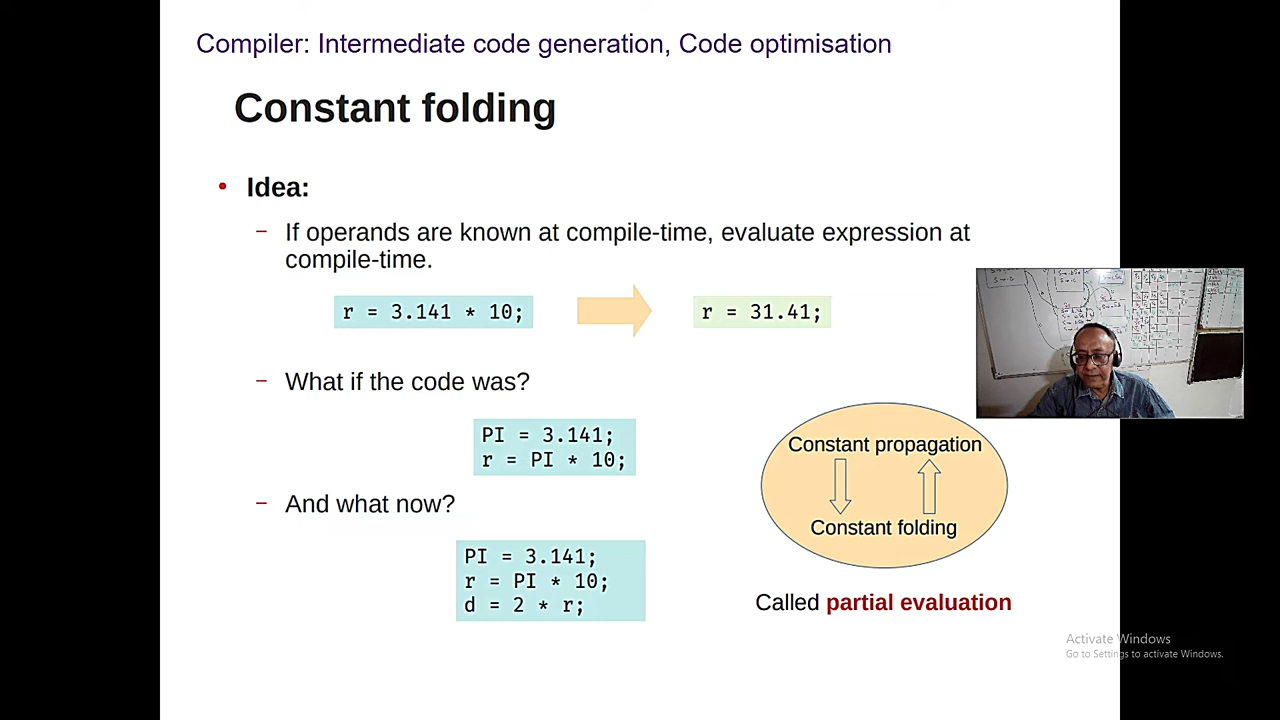 Compiler: Intermediate code generation, Code optimisation
Constant folding
• Idea:
– If operands are known at compile-time, evaluate expression at
compile-time.
r = 3.141 * 10;
r = 31.41;
– What if the code was?
PI = 3.141;
r = PI * 10;
– And what now?
PI = 3.141;
r = PI * 10;
d = 2 * r;
Constant propagation
Constant folding
Called partial evaluation
Activate Windows
Go to Settings to activate Windows.